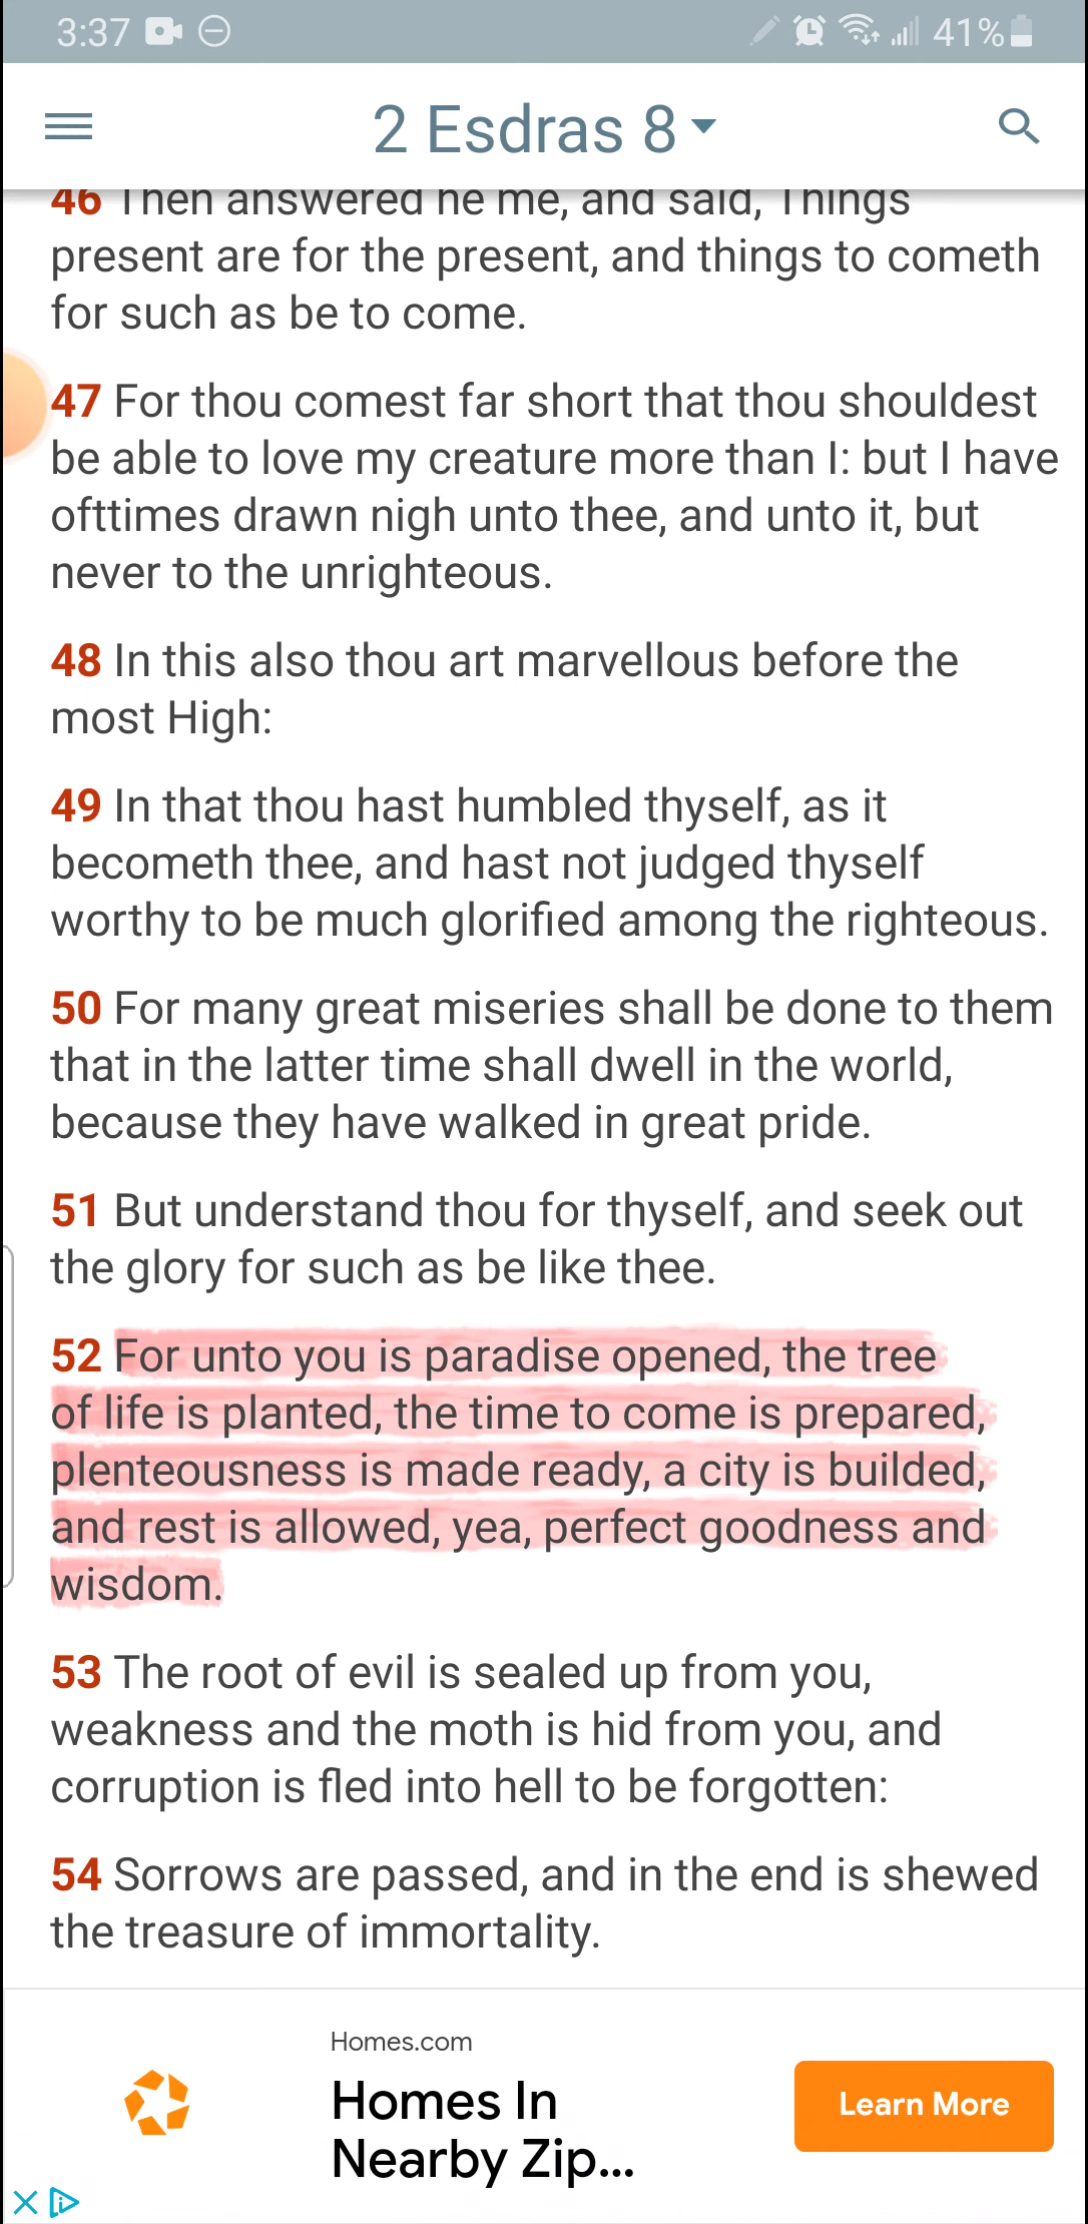 3:37 41%
2 Esdras 8
46 Then answered he me, and said, Things
present are for the present, and things to cometh
for such as be to come.
47 For thou comest far short that thou shouldest
be able to love my creature more than I: but I have
ofttimes drawn nigh unto thee, and unto it, but
never to the unrighteous.
48 In this also thou art marvellous before the
most High:
49 In that thou hast humbled thyself, as it
becometh thee, and hast not judged thyself
worthy to be much glorified among the righteous.
50 For many great miseries shall be done to them
that in the latter time shall dwell in the world,
because they have walked in great pride.
51 But understand thou for thyself, and seek out
the glory for such as be like thee.
52 For unto you is paradise opened, the tree
of life is planted, the time to come is prepared,
plenteousness is made ready, a city is builded,
and rest is allowed, yea, perfect goodness and
wisdom.
53 The root of evil is sealed up from you,
weakness and the moth is hid from you, and
corruption is fled into hell to be forgotten:
54 Sorrows are passed, and in the end is shewed
the treasure of immortality.
Homes.com
Homes In
Nearby Zip...
Learn More